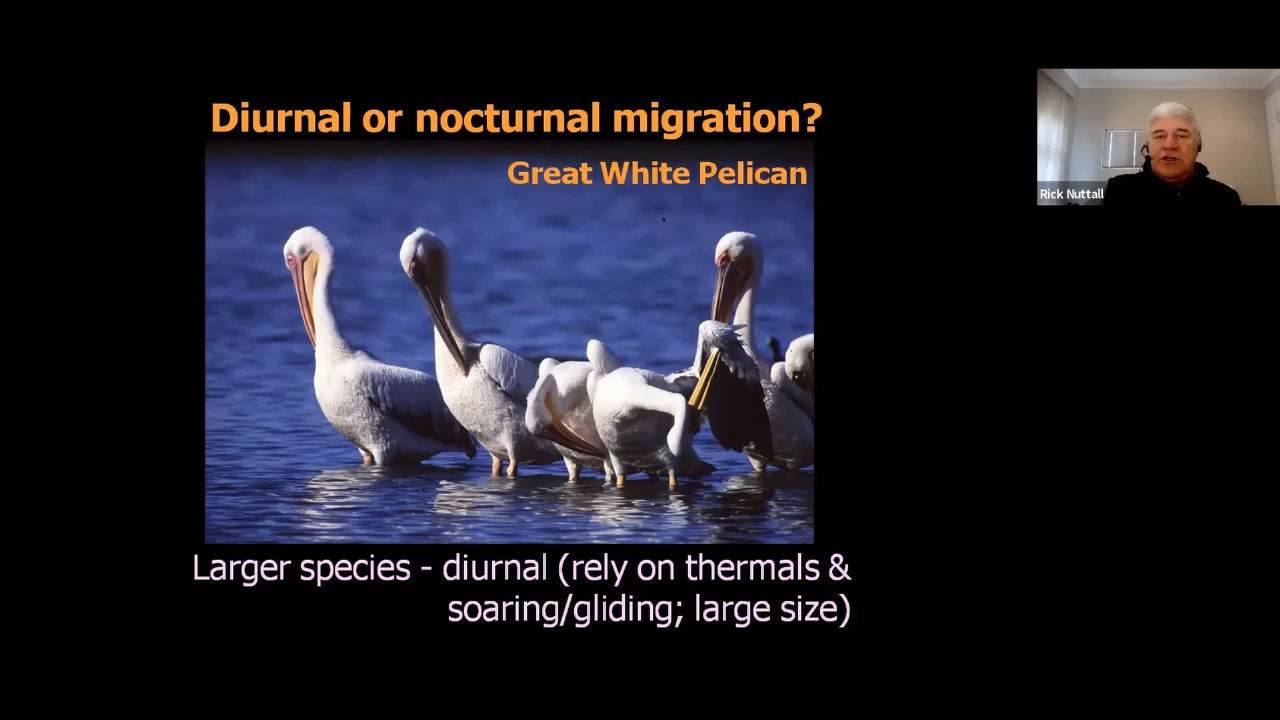 Diurnal or nocturnal migration?
Great White Pelican
Rick Nuttall
Larger species - diurnal (rely on thermals &
soaring/gliding; large size)